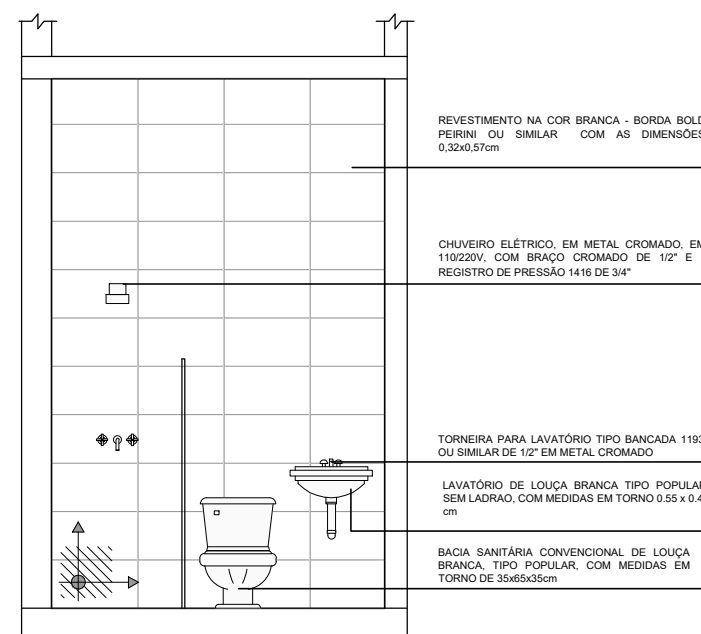 REVESTIMENTO NA COR BRANCA - BORDA BOLD
PEIRINI OU SIMILAR COM AS DIMENSÕES
0,32x0,57cm
CHUVEIRO ELÉTRICO, EM METAL CROMADO, EM
110/220V, COM BRAÇO CROMADO DE 1/2" E
REGISTRO DE PRESSÃO 1416 DE 3/4"
TORNEIRA PARA LAVATÓRIO TIPO BANCADA 1193
OU SIMILAR DE 1/2" EM METAL CROMADO
LAVATÓRIO DE LOUÇA BRANCA TIPO POPULAR
SEM LADRAO, COM MEDIDAS EM TORNO 0.55 x 0.4
cm
BACIA SANITÁRIA CONVENCIONAL DE LOUÇA
BRANCA, TIPO POPULAR, COM MEDIDAS EM
TORNO DE 35x65x35cm